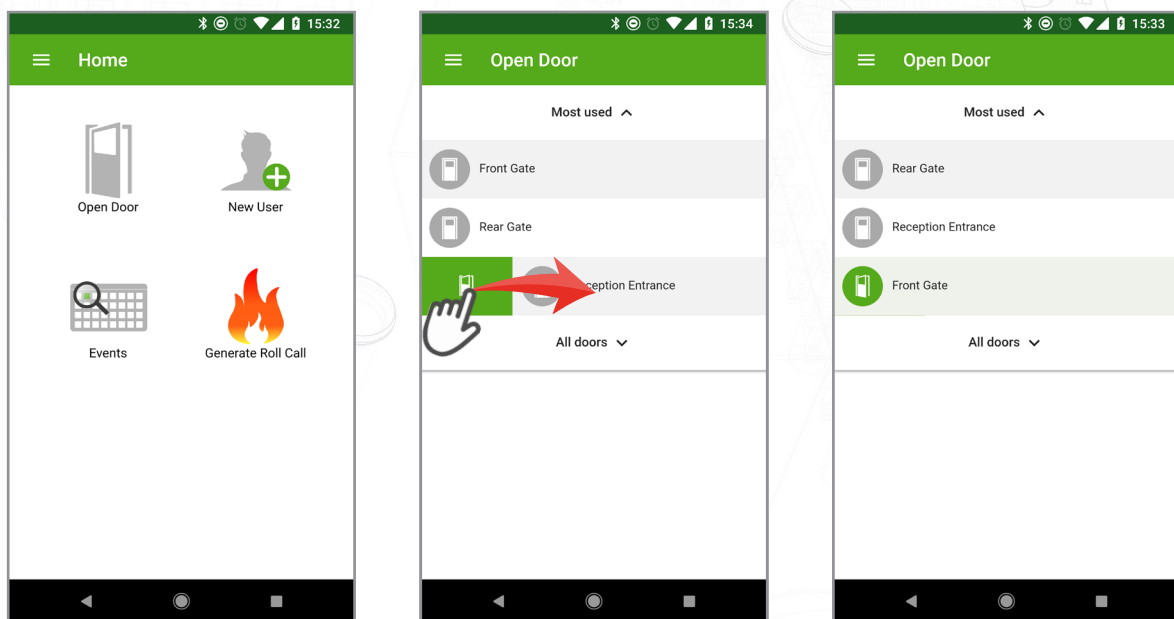 15:32
Home
Open Door
New User
Events
Generate Roll Call
15:34
Open Door
Most used
Front Gate
Rear Gate
ception Entrance
All doors
15:33
Open Door
Most used
Rear Gate
Reception Entrance
Front Gate
All doors